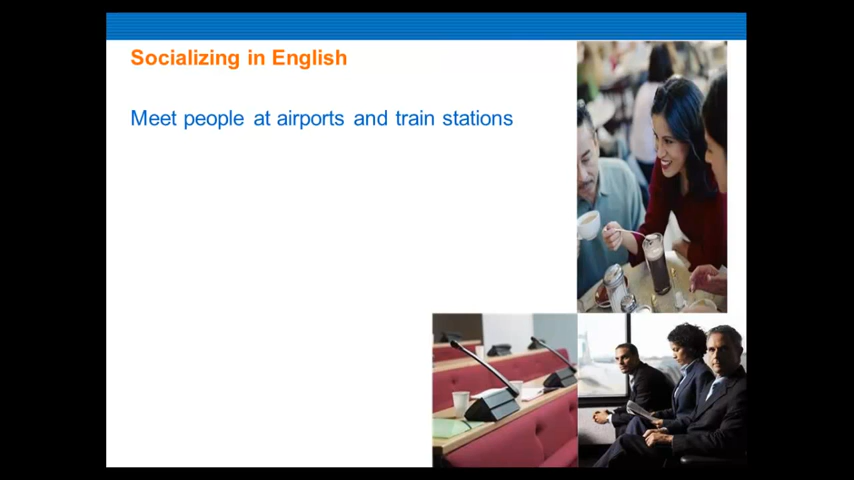 Socializing in English
Meet people at airports and train stations